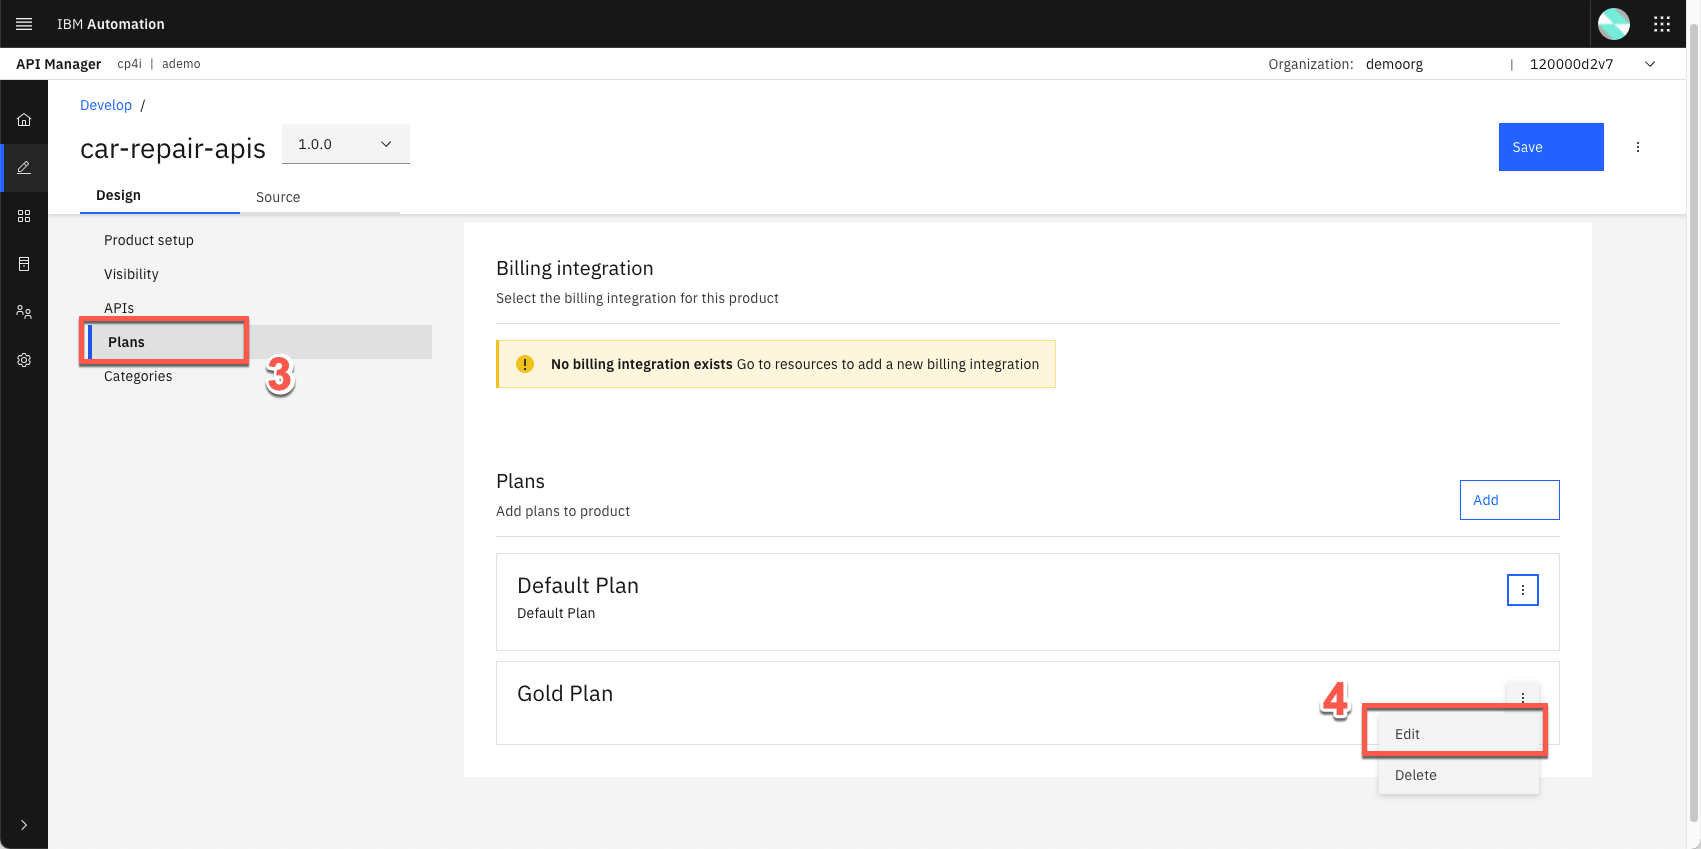 IBM Automation
API Manager cp4i | ademo Organization: demoorg | 120000d2v7
Develop /
car-repair-apis 1.0.0 Save
Design Source
Product setup
Visibility
APIs
Plans
3
Categories
Billing integration
Select the billing integration for this product
! No billing integration exists Go to resources to add a new billing integration
Plans
Add plans to product
Add
Default Plan
Default Plan
Gold Plan
4
Edit
Delete